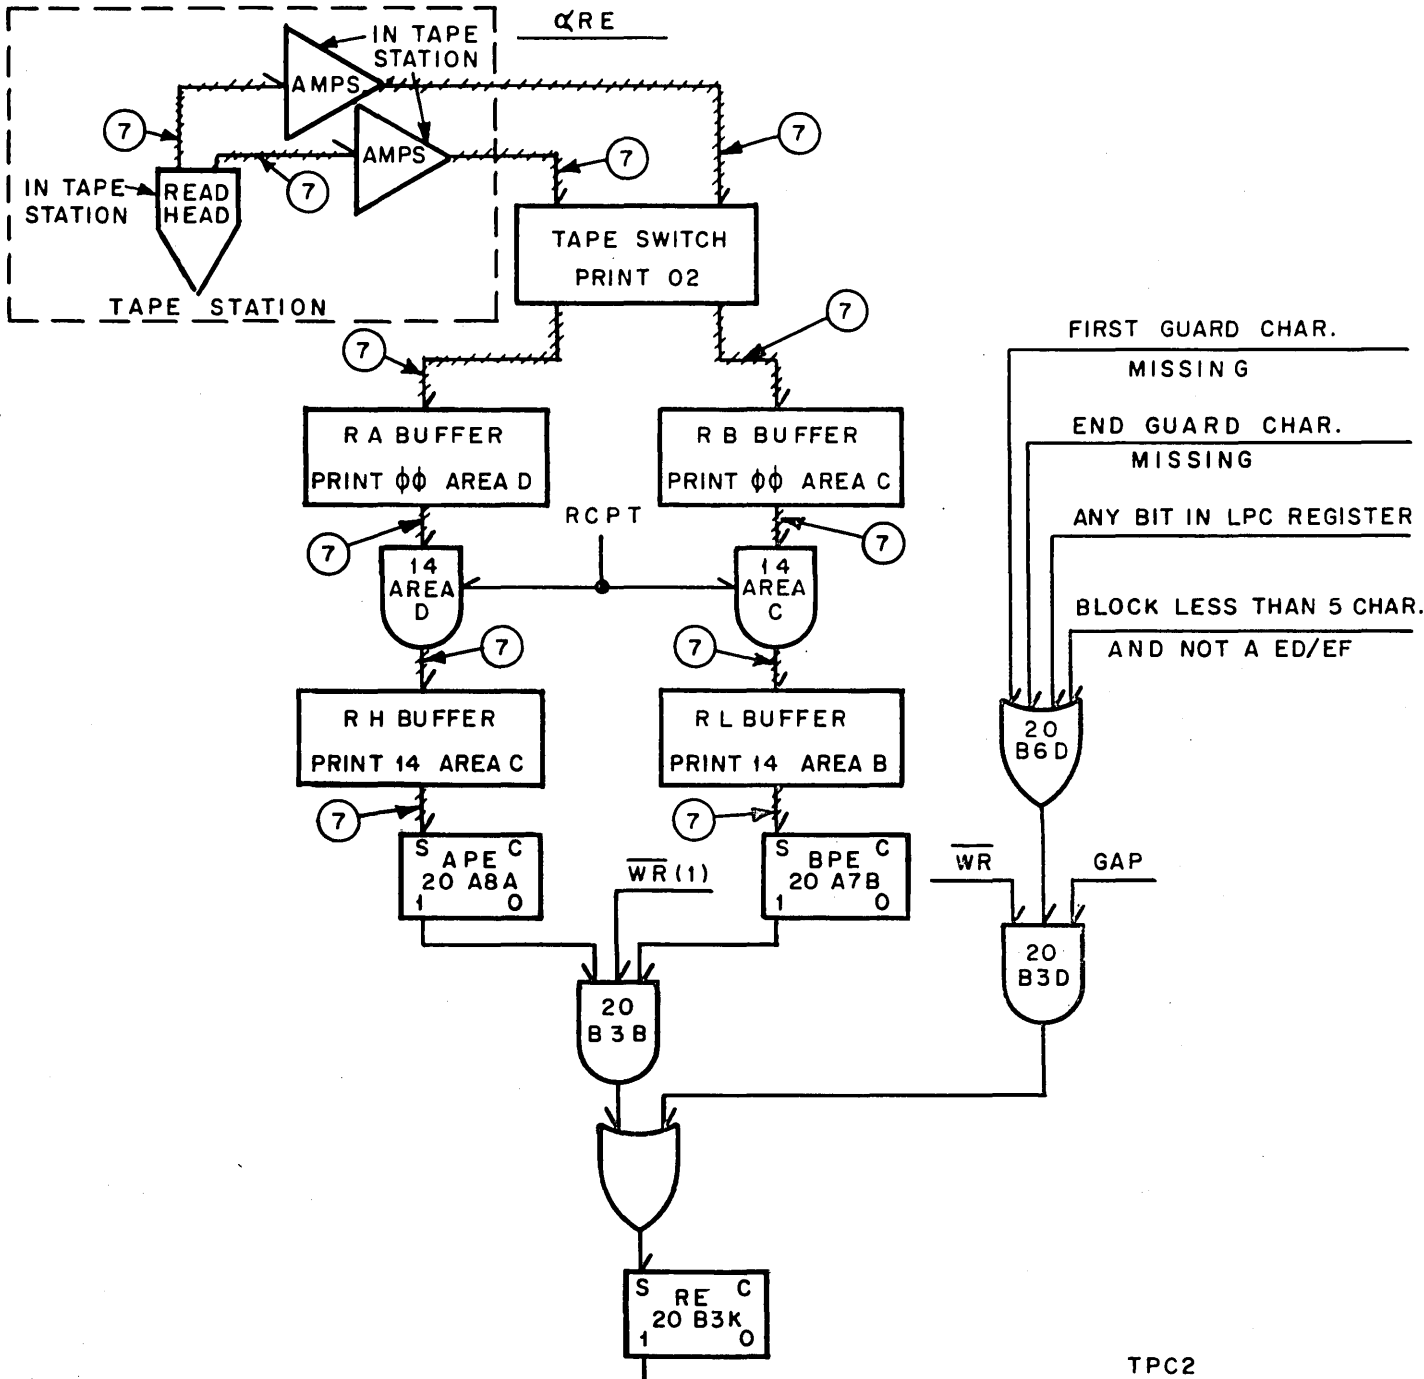 αRE
IN TAPE
STATION
AMPS
7
7
AMPS
7
IN TAPE
STATION
READ
HEAD
7
TAPE STATION
TAPE SWITCH
PRINT 02
7
7
FIRST GUARD CHAR.
MISSING
RA BUFFER
PRINT ϕϕ AREA D
RB BUFFER
PRINT ϕϕ AREA C
END GUARD CHAR.
MISSING
RCPT
7
7
ANY BIT IN LPC REGISTER
14
AREA
D
14
AREA
C
BLOCK LESS THAN 5 CHAR.
AND NOT A ED/EF
7
7
RH BUFFER
PRINT 14 AREA C
RL BUFFER
PRINT 14 AREA B
20
B6D
7
7
S C
APE
20 A8A
1 0
W̅R̅(1)
S C
BPE
20 A7B
1 0
W̅R̅
GAP
20
B3D
20
B3B
S C
RE
20 B3K
1 0
TPC2